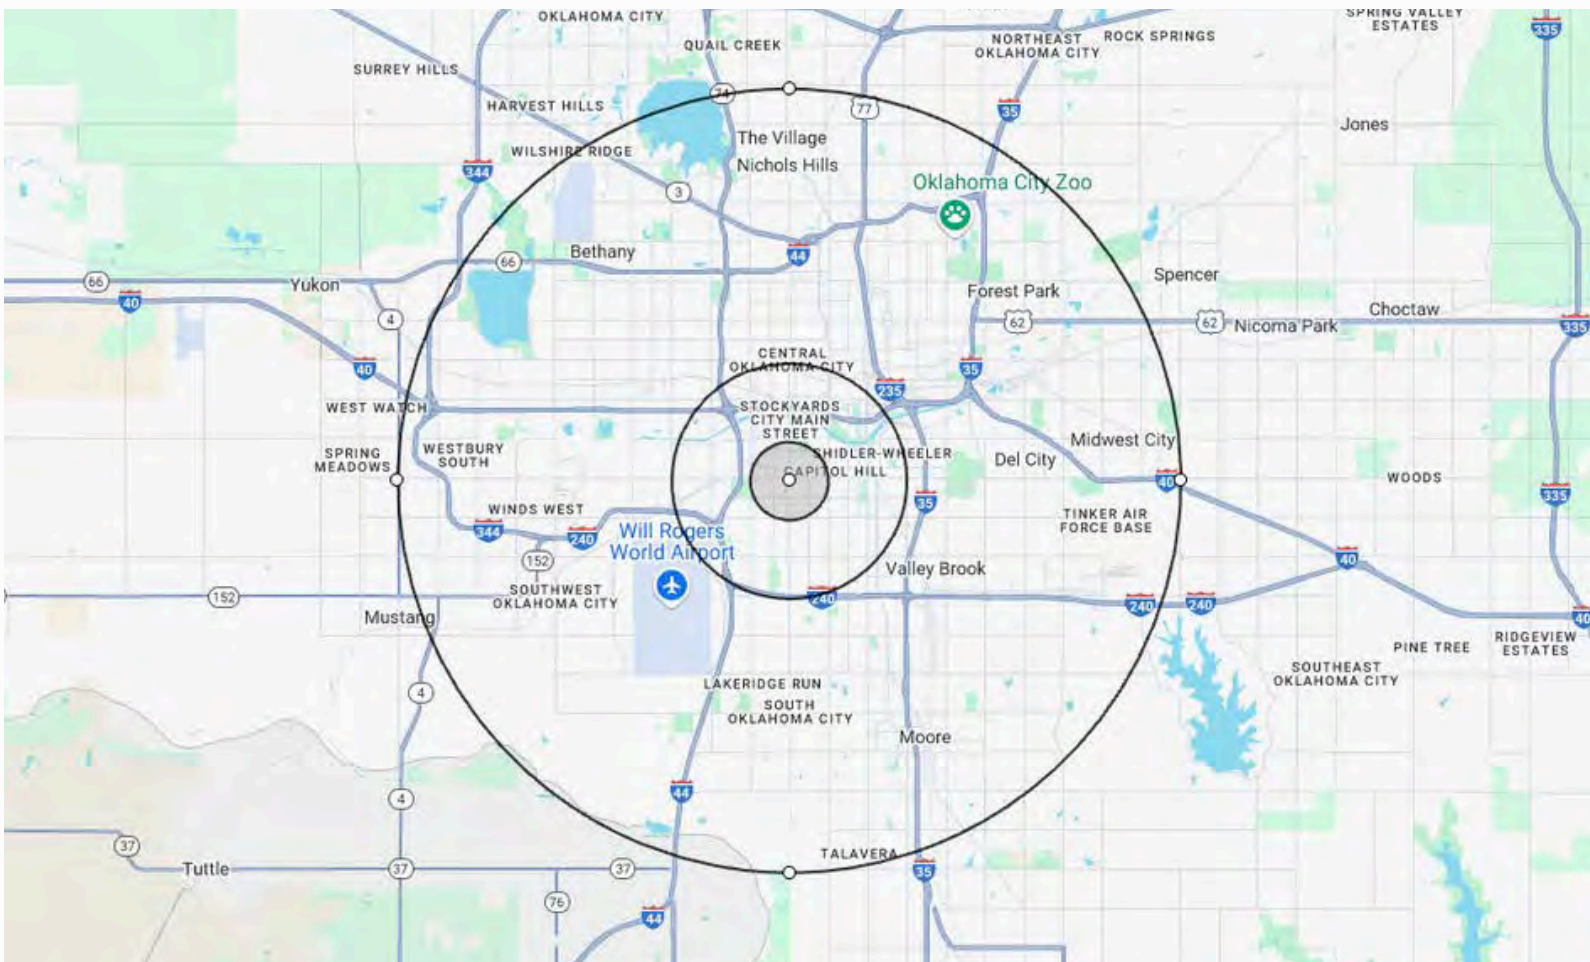 OKLAHOMA CITY
SPRING VALLEY
ESTATES
335
QUAIL CREEK
NORTHEAST
OKLAHOMA CITY
ROCK SPRINGS
SURREY HILLS
74
HARVEST HILLS
77
35
Jones
The Village
WILSHIRE RIDGE
Nichols Hills
344
3
Oklahoma City Zoo
Bethany
44
66
Spencer
66
Yukon
Forest Park
40
Choctaw
4
62
62
Nicoma Park
335
CENTRAL
OKLAHOMA CITY
40
35
235
WEST WATCH
STOCKYARDS
CITY MAIN
STREET
Midwest City
SPRING
MEADOWS
WESTBURY
SOUTH
SHIDLER-WHEELER
CAPITOL HILL
Del City
40
WOODS
335
35
WINDS WEST
TINKER AIR
FORCE BASE
344
240
Will Rogers
World Airport
152
40
Valley Brook
152
SOUTHWEST
OKLAHOMA CITY
240
240
240
Mustang
40
PINE TREE
RIDGEVIEW
ESTATES
SOUTHEAST
OKLAHOMA CITY
4
LAKERIDGE RUN
SOUTH
OKLAHOMA CITY
Moore
44
4
37
TALAVERA
Tuttle
37
37
35
76
44